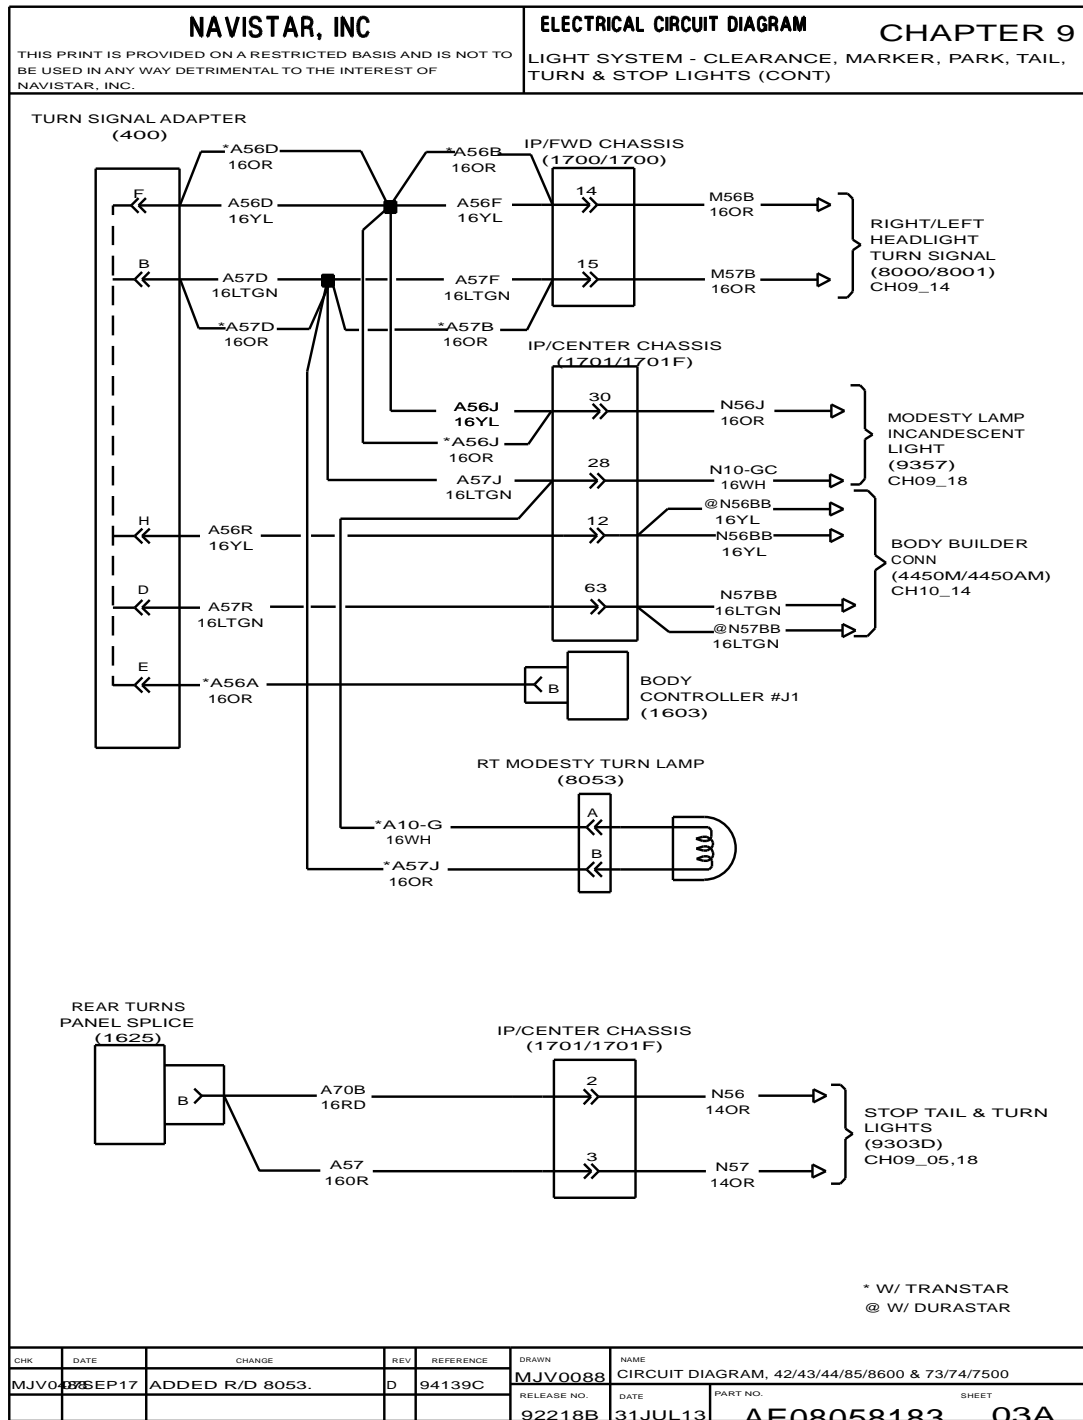 NAVISTAR, INC
THIS PRINT IS PROVIDED ON A RESTRICTED BASIS AND IS NOT TO
BE USED IN ANY WAY DETRIMENTAL TO THE INTEREST OF
NAVISTAR, INC.
ELECTRICAL CIRCUIT DIAGRAM
CHAPTER 9
LIGHT SYSTEM - CLEARANCE, MARKER, PARK, TAIL,
TURN & STOP LIGHTS (CONT)
TURN SIGNAL ADAPTER
(400)
*A56D
16OR
*A56B
16OR
IP/FWD CHASSIS
(1700/1700)
F
A56D
16YL
A56F
16YL
14
M56B
16OR
RIGHT/LEFT
HEADLIGHT
TURN SIGNAL
(8000/8001)
CH09_14
B
A57D
16LTGN
A57F
16LTGN
15
M57B
16OR
*A57D
16OR
*A57B
16OR
IP/CENTER CHASSIS
(1701/1701F)
A56J
16YL
30
N56J
16OR
*A56J
16OR
MODESTY LAMP
INCANDESCENT
LIGHT
(9357)
CH09_18
A57J
16LTGN
28
N10-GC
16WH
@N56BB
16YL
H
A56R
16YL
12
N56BB
16YL
BODY BUILDER
CONN
(4450M/4450AM)
CH10_14
D
A57R
16LTGN
63
N57BB
16LTGN
@N57BB
16LTGN
E
*A56A
16OR
B
BODY
CONTROLLER #J1
(1603)
RT MODESTY TURN LAMP
(8053)
*A10-G
16WH
A
*A57J
16OR
B
REAR TURNS
PANEL SPLICE
(1625)
IP/CENTER CHASSIS
(1701/1701F)
B
A70B
16RD
2
N56
14OR
STOP TAIL & TURN
LIGHTS
(9303D)
CH09_05,18
A57
160R
3
N57
14OR
* W/ TRANSTAR
@ W/ DURASTAR
CHK
DATE
CHANGE
REV
REFERENCE
DRAWN
NAME
ADDED R/D 8053.
D
94139C
MJV0088
CIRCUIT DIAGRAM, 42/43/44/85/8600 & 73/74/7500
RELEASE NO.
DATE
PART NO.
SHEET
92218B
31JUL13
AE08058183
03A